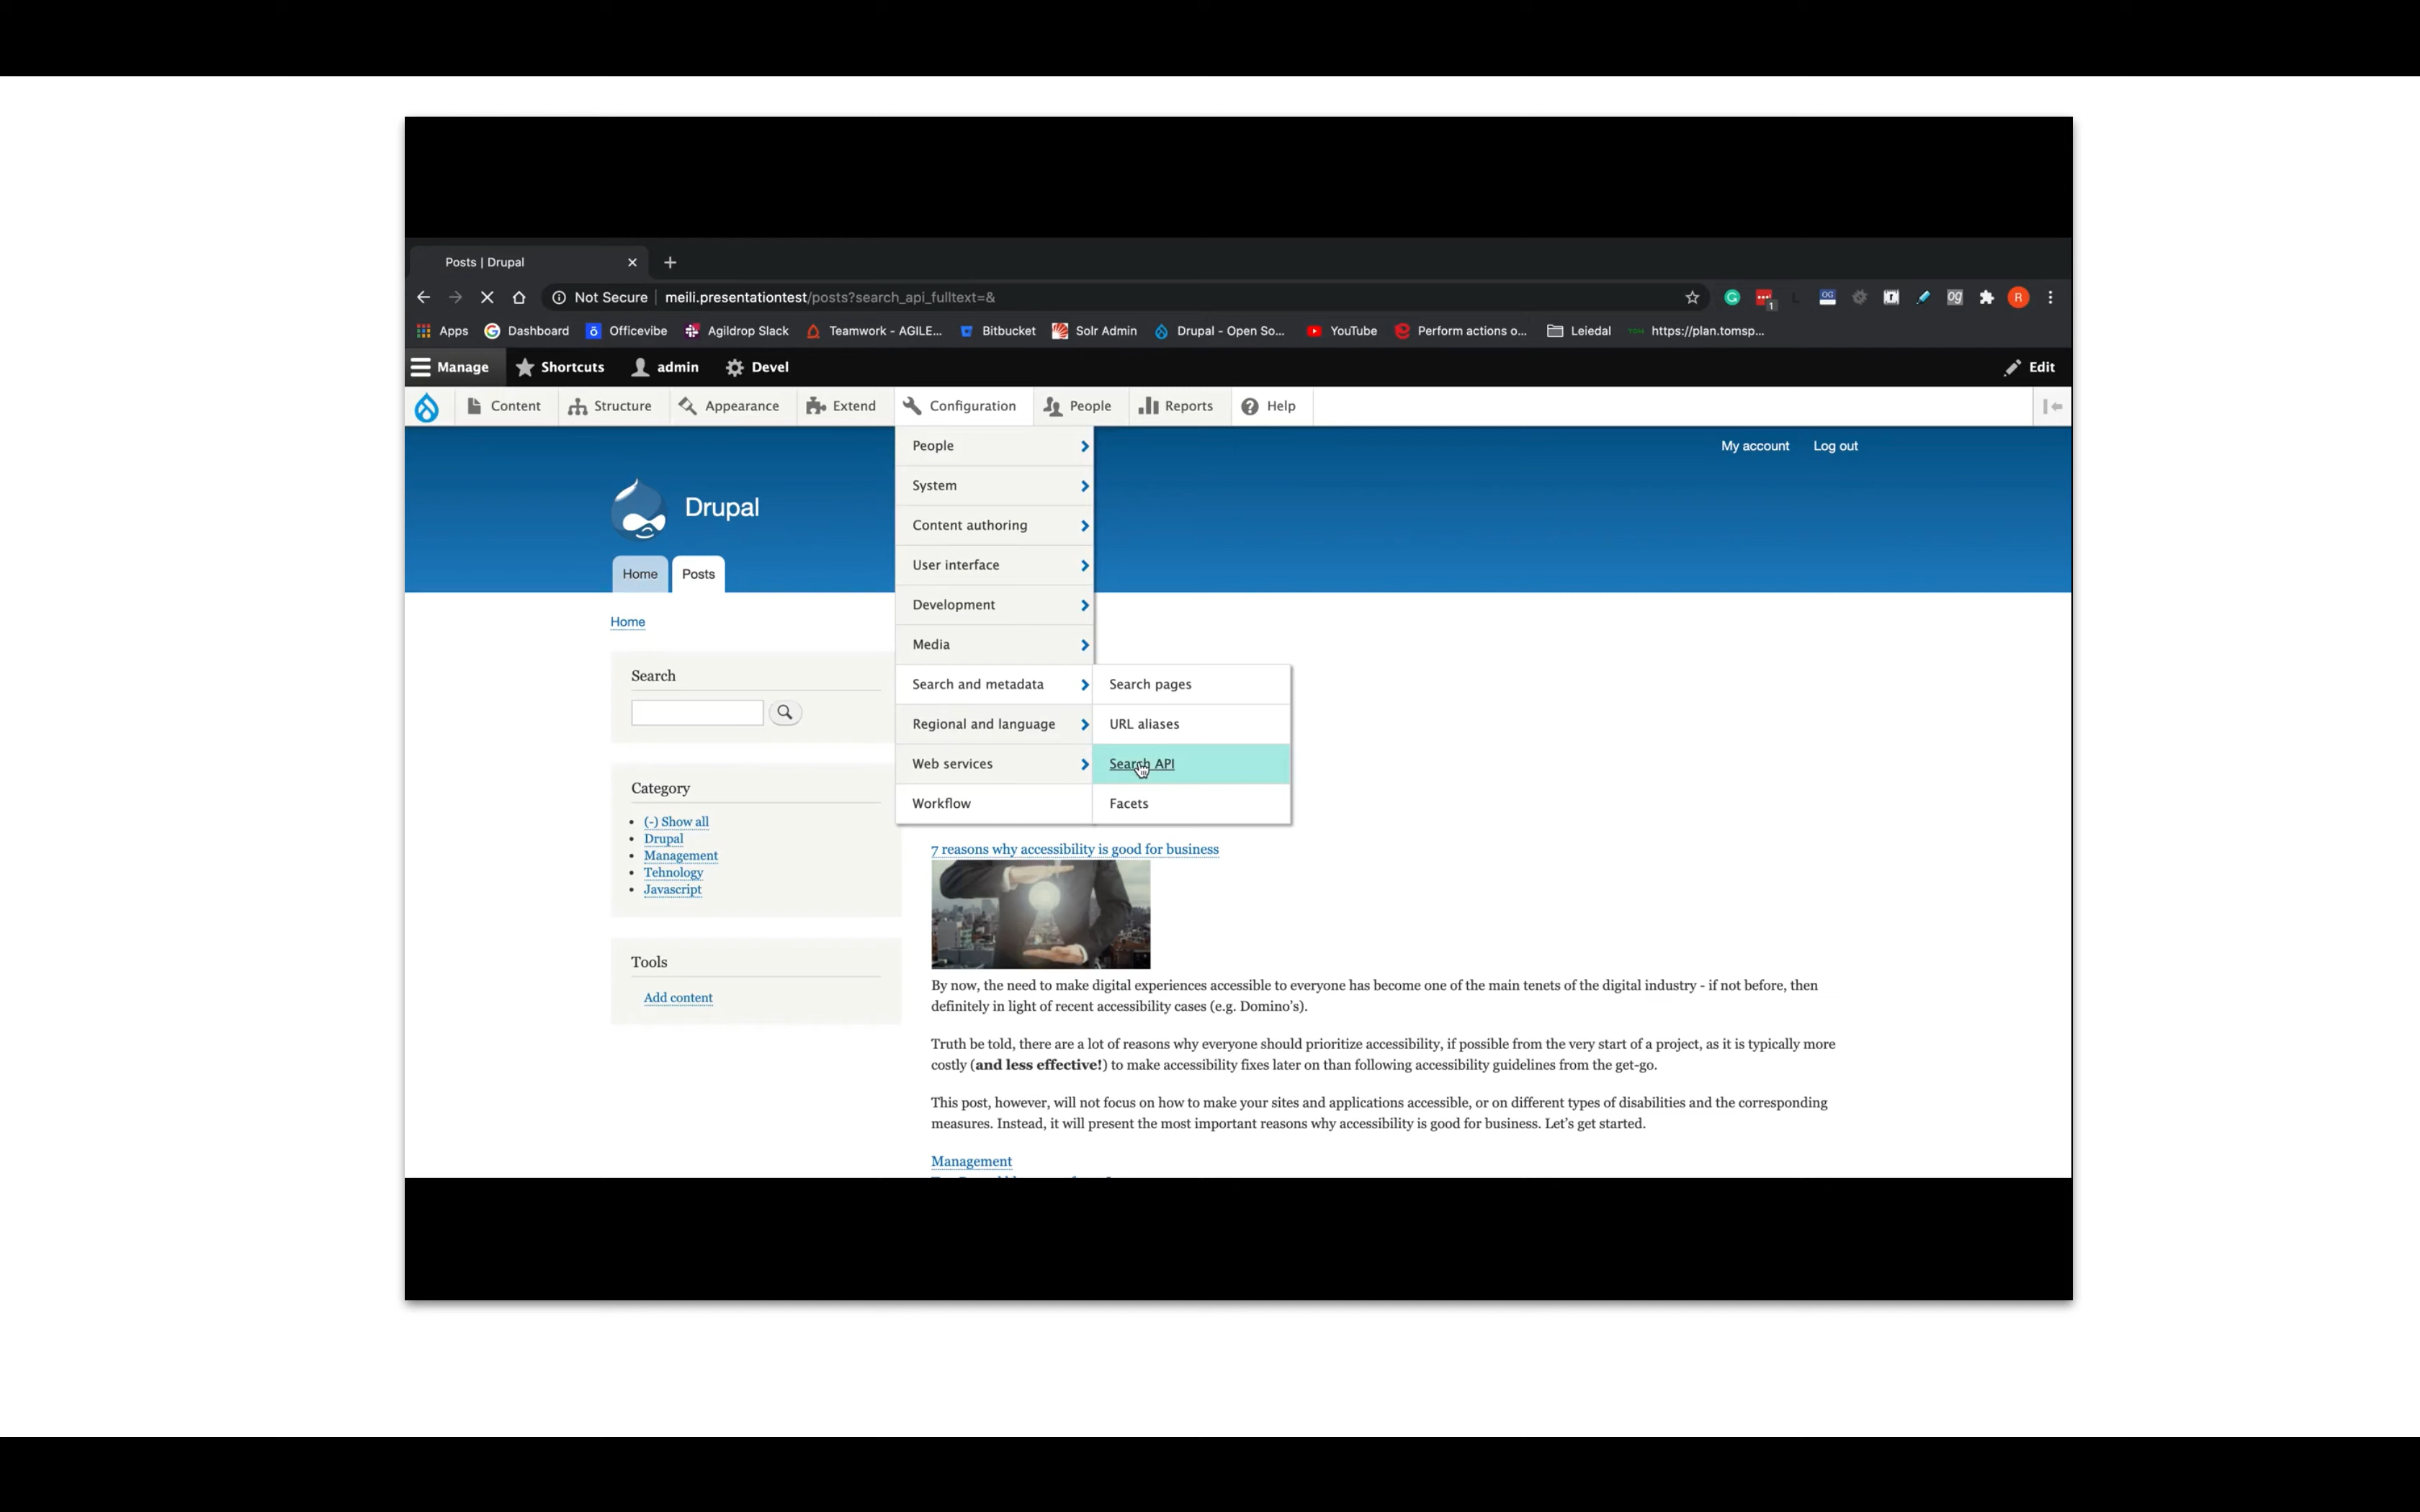 Posts | Drupal
Not Secure | meili.presentationtest/posts?search_api_fulltext=&
Apps Dashboard Officevibe Agildrop Slack Teamwork - AGILE... Bitbucket Solr Admin Drupal - Open So... YouTube Perform actions o... Leiedal https://plan.tomsp...
Manage Shortcuts admin Devel Edit
Content Structure Appearance Extend Configuration People Reports Help
My account Log out
People
System
Content authoring
User interface
Development
Media
Search and metadata
Regional and language
Web services
Workflow
Search pages
URL aliases
Search API
Facets
Drupal
Home Posts
Home
Search
Category
(-) Show all
Drupal
Management
Tehnology
Javascript
Tools
Add content
7 reasons why accessibility is good for business
By now, the need to make digital experiences accessible to everyone has become one of the main tenets of the digital industry - if not before, then
definitely in light of recent accessibility cases (e.g. Domino's).
Truth be told, there are a lot of reasons why everyone should prioritize accessibility, if possible from the very start of a project, as it is typically more
costly (and less effective!) to make accessibility fixes later on than following accessibility guidelines from the get-go.
This post, however, will not focus on how to make your sites and applications accessible, or on different types of disabilities and the corresponding
measures. Instead, it will present the most important reasons why accessibility is good for business. Let's get started.
Management